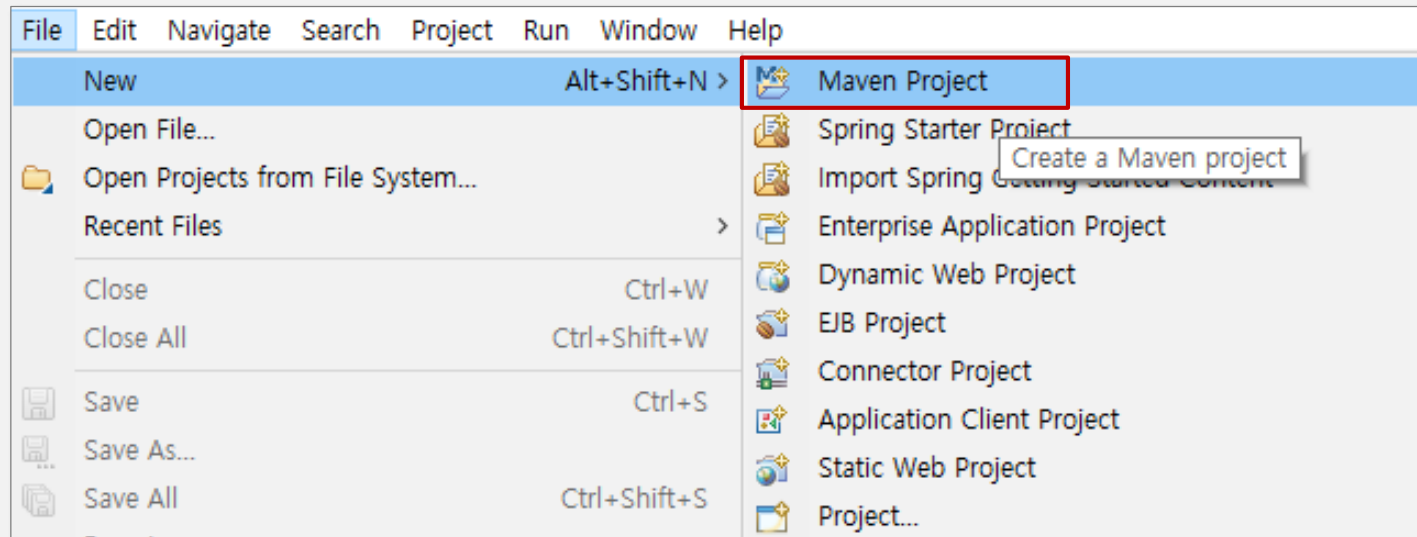 File Edit Navigate Search Project Run Window Help
New Alt+Shift+N >
Open File...
Open Projects from File System...
Recent Files >
Close Ctrl+W
Close All Ctrl+Shift+W
Save Ctrl+S
Save As...
Save All Ctrl+Shift+S
Maven Project
Spring Starter Project
Create a Maven project
Import Spring Getting Started Content
Enterprise Application Project
Dynamic Web Project
EJB Project
Connector Project
Application Client Project
Static Web Project
Project...